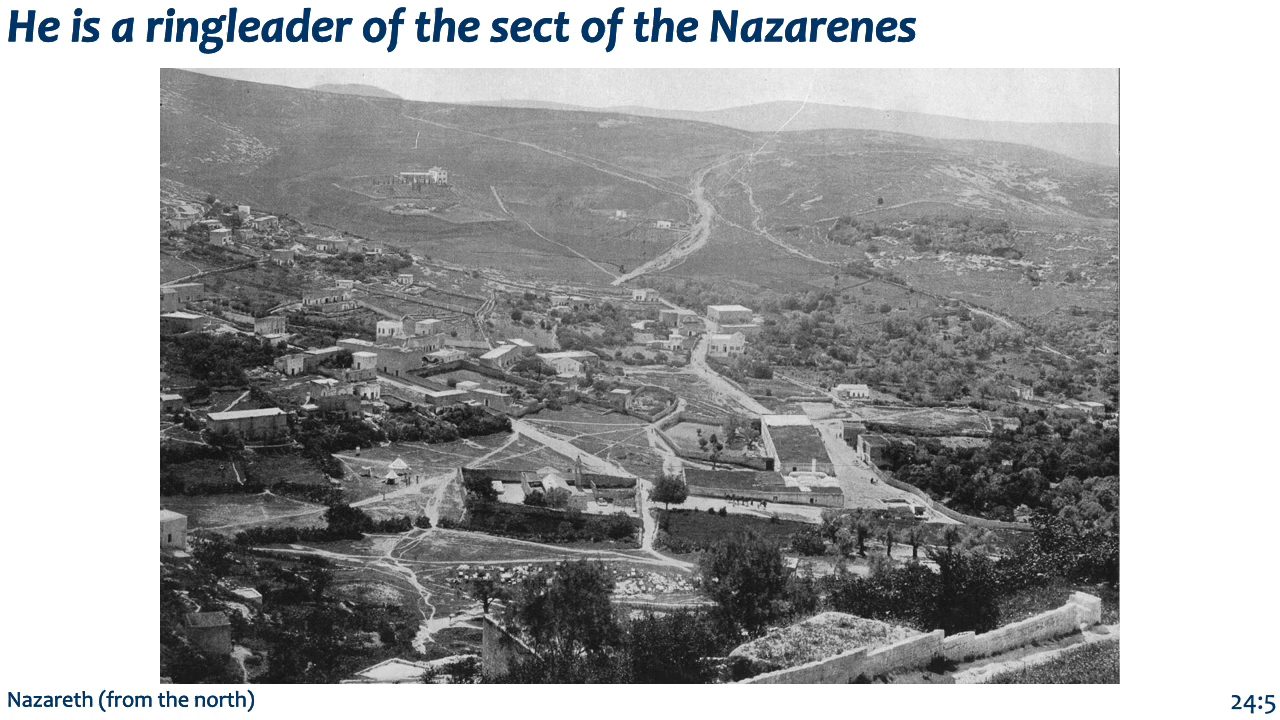 He is a ringleader of the sect of the Nazarenes
Nazareth (from the north)
24:5